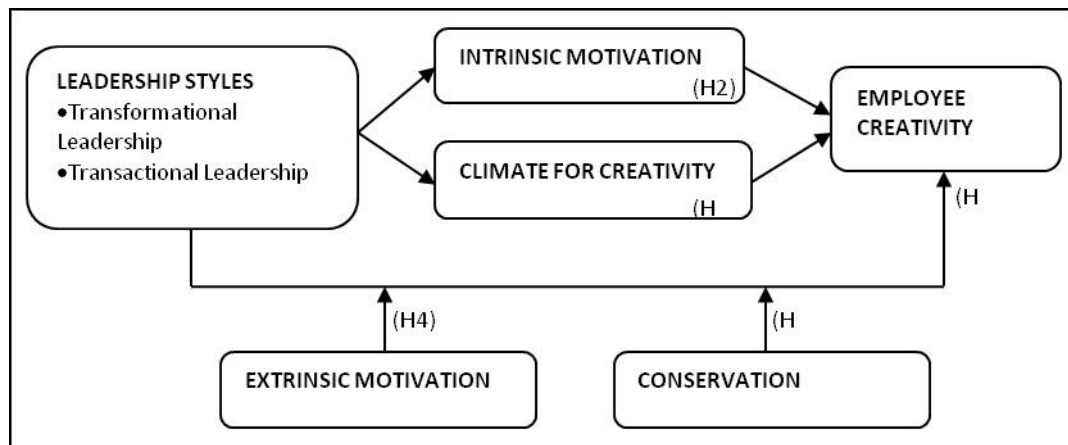 LEADERSHIP STYLES
•Transformational
Leadership
•Transactional Leadership
INTRINSIC MOTIVATION
(H2)
CLIMATE FOR CREATIVITY
(H
EMPLOYEE
CREATIVITY
(H
(H4)
(H
EXTRINSIC MOTIVATION
CONSERVATION